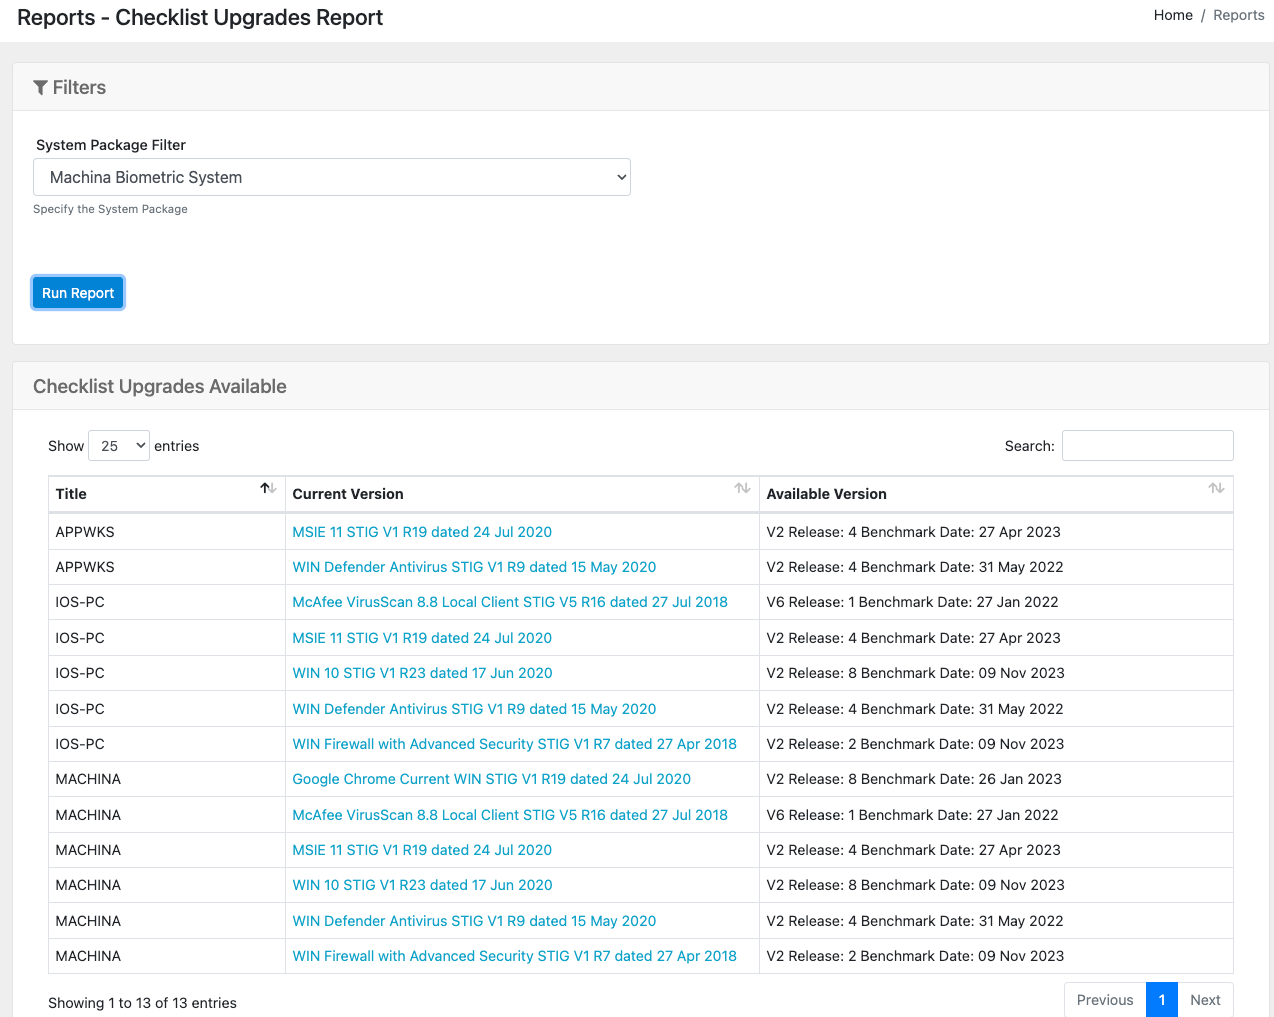 Reports - Checklist Upgrades Report
Home / Reports
Filters
System Package Filter
Machina Biometric System
Specify the System Package
Run Report
Checklist Upgrades Available
Show 25 entries
Search:
Title Current Version Available Version
APPWKS MSIE 11 STIG V1 R19 dated 24 Jul 2020 V2 Release: 4 Benchmark Date: 27 Apr 2023
APPWKS WIN Defender Antivirus STIG V1 R9 dated 15 May 2020 V2 Release: 4 Benchmark Date: 31 May 2022
IOS-PC McAfee VirusScan 8.8 Local Client STIG V5 R16 dated 27 Jul 2018 V6 Release: 1 Benchmark Date: 27 Jan 2022
IOS-PC MSIE 11 STIG V1 R19 dated 24 Jul 2020 V2 Release: 4 Benchmark Date: 27 Apr 2023
IOS-PC WIN 10 STIG V1 R23 dated 17 Jun 2020 V2 Release: 8 Benchmark Date: 09 Nov 2023
IOS-PC WIN Defender Antivirus STIG V1 R9 dated 15 May 2020 V2 Release: 4 Benchmark Date: 31 May 2022
IOS-PC WIN Firewall with Advanced Security STIG V1 R7 dated 27 Apr 2018 V2 Release: 2 Benchmark Date: 09 Nov 2023
MACHINA Google Chrome Current WIN STIG V1 R19 dated 24 Jul 2020 V2 Release: 8 Benchmark Date: 26 Jan 2023
MACHINA McAfee VirusScan 8.8 Local Client STIG V5 R16 dated 27 Jul 2018 V6 Release: 1 Benchmark Date: 27 Jan 2022
MACHINA MSIE 11 STIG V1 R19 dated 24 Jul 2020 V2 Release: 4 Benchmark Date: 27 Apr 2023
MACHINA WIN 10 STIG V1 R23 dated 17 Jun 2020 V2 Release: 8 Benchmark Date: 09 Nov 2023
MACHINA WIN Defender Antivirus STIG V1 R9 dated 15 May 2020 V2 Release: 4 Benchmark Date: 31 May 2022
MACHINA WIN Firewall with Advanced Security STIG V1 R7 dated 27 Apr 2018 V2 Release: 2 Benchmark Date: 09 Nov 2023
Showing 1 to 13 of 13 entries
Previous 1 Next